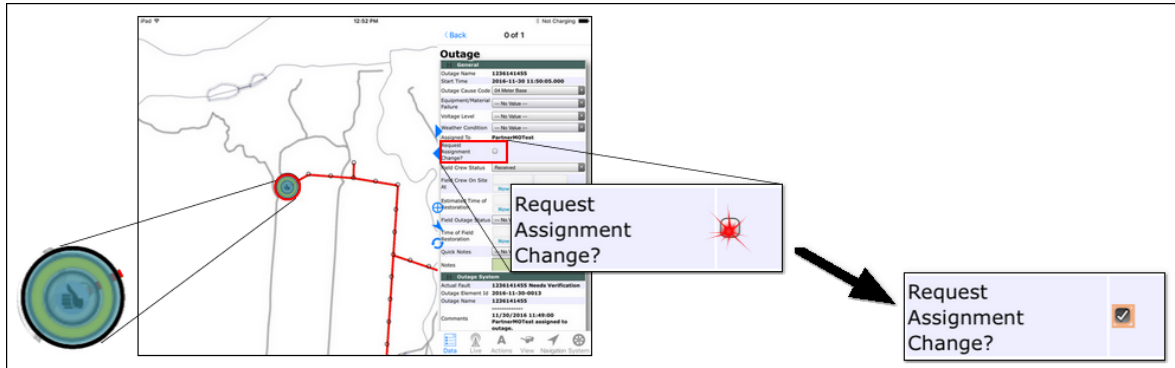 iPad
12:52 PM
Not Charging
Back
0 of 1
Outage
General
Outage Name 1236141455
Start Time 2016-11-30 11:50:05.000
Outage Cause Code 04 Meter Base
Equipment/Material
Failure
--- No Value ---
Voltage Level --- No Value ---
Weather Condition --- No Value ---
Assigned To PartnerMOTest
Request
Assignment
Change?
Field Crew Status Received
Field Crew On Site
At
Now
Estimated Time of
Restoration
Now
Field Outage Status
Time of Field
Restoration
Now
Quick Notes
Notes
Outage System
Actual Fault 1236141455 Needs Verification
Outage Element Id 2016-11-30-0013
Outage Name 1236141455
------------
Comments
11/30/2016 11:49:00
PartnerMOTest assigned to
outage.
Data Live Actions View Navigation System
Request
Assignment
Change?
Request
Assignment
Change?